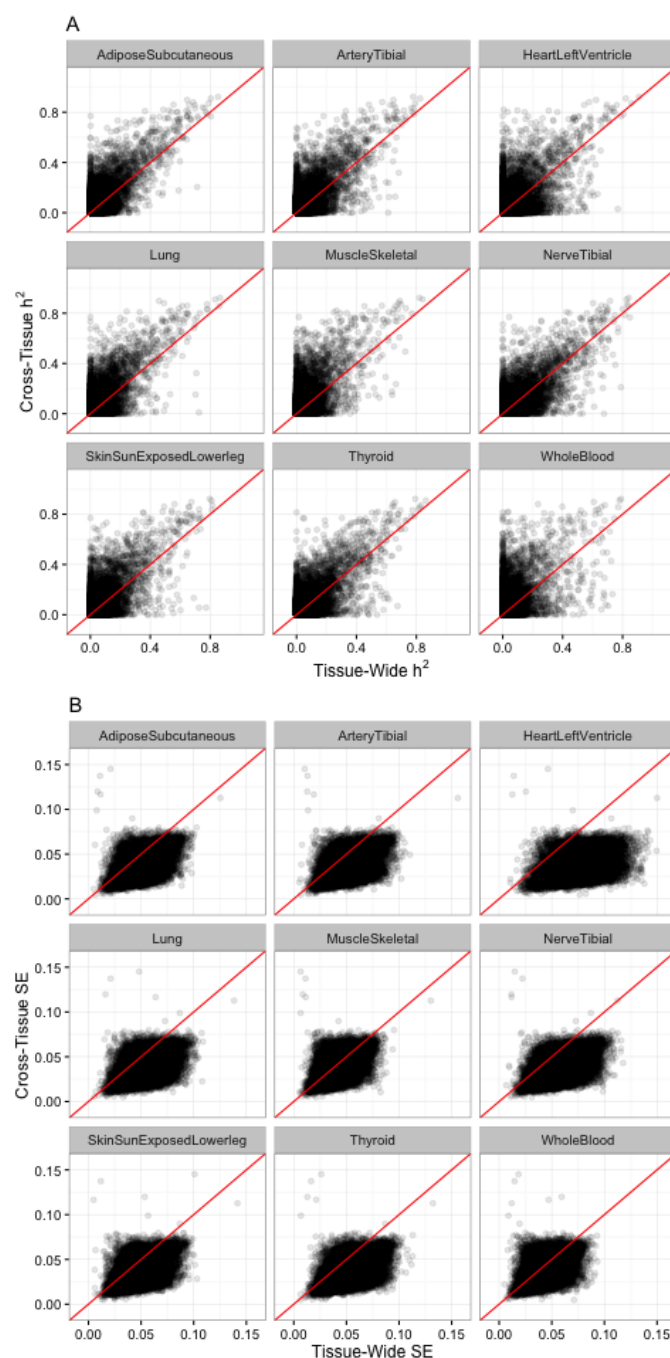 A
AdiposeSubcutaneous ArteryTibial HeartLeftVentricle
0.8
0.4
0.0
Lung MuscleSkeletal NerveTibial
0.8
0.4
0.0
Cross-Tissue h²
SkinSunExposedLowerleg Thyroid WholeBlood
0.8
0.4
0.0
0.0 0.4 0.8 0.0 0.4 0.8 0.0 0.4 0.8
Tissue-Wide h²
B
AdiposeSubcutaneous ArteryTibial HeartLeftVentricle
0.15
0.10
0.05
0.00
Lung MuscleSkeletal NerveTibial
0.15
0.10
0.05
0.00
Cross-Tissue SE
SkinSunExposedLowerleg Thyroid WholeBlood
0.15
0.10
0.05
0.00
0.00 0.05 0.10 0.15 0.00 0.05 0.10 0.15 0.00 0.05 0.10 0.15
Tissue-Wide SE